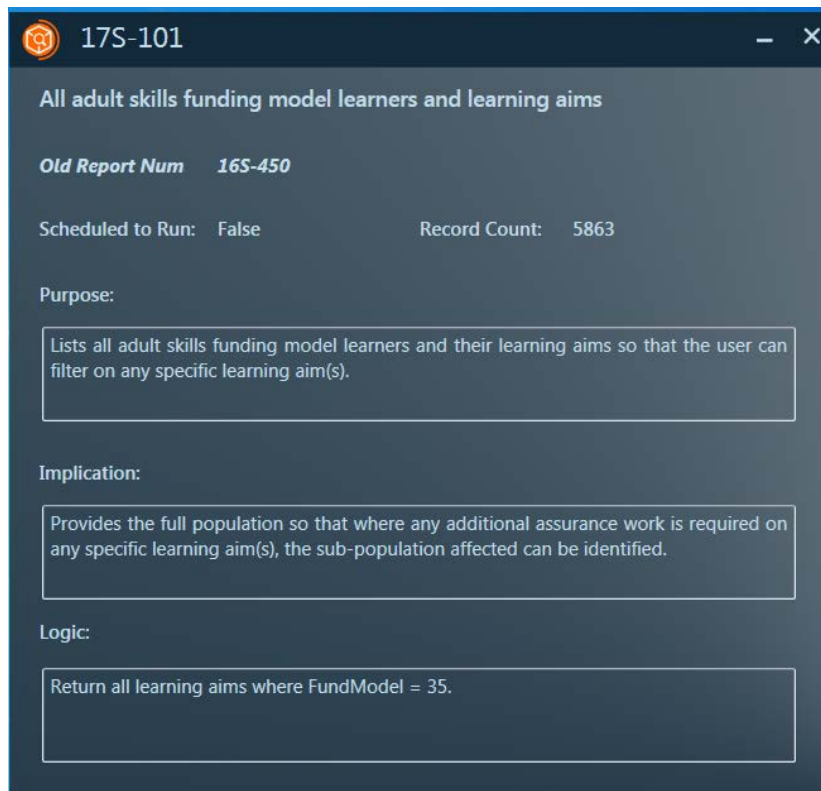 17S-101
All adult skills funding model learners and learning aims
Old Report Num 16S-450
Scheduled to Run: False Record Count: 5863
Purpose:
Lists all adult skills funding model learners and their learning aims so that the user can
filter on any specific learning aim(s).
Implication:
Provides the full population so that where any additional assurance work is required on
any specific learning aim(s), the sub-population affected can be identified.
Logic:
Return all learning aims where FundModel = 35.